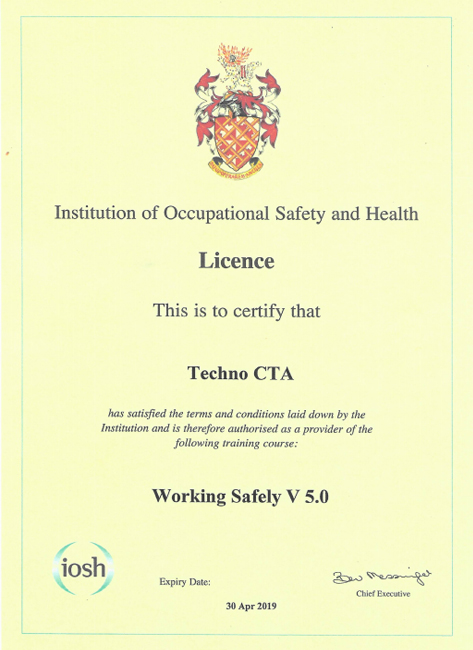 Institution of Occupational Safety and Health
Licence
This is to certify that
Techno CTA
has satisfied the terms and conditions laid down by the
Institution and is therefore authorised as a provider of the
following training course:
Working Safely V 5.0
iosh
Expiry Date:
30 Apr 2019
Bev Messinger
Chief Executive